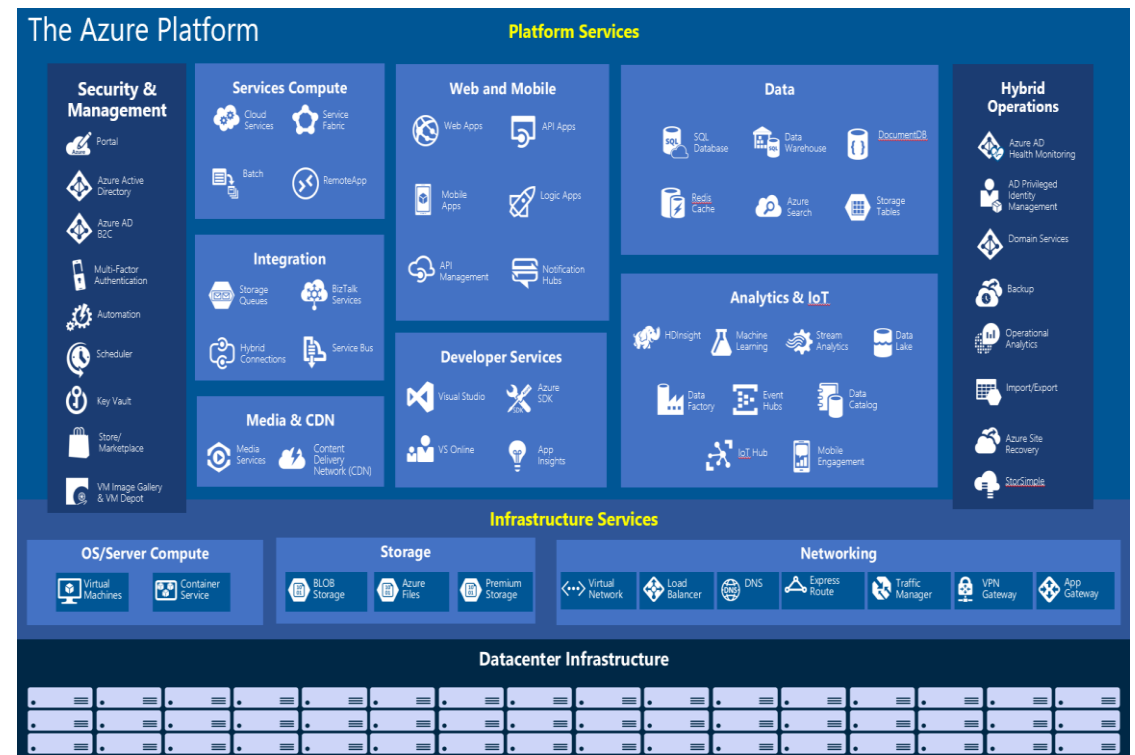 The Azure Platform
Platform Services
Security &
Management
Portal
Azure
Azure Active
Directory
Azure AD
B2C
Multi-Factor
Authentication
Automation
Scheduler
Key Vault
Store/
Marketplace
VM Image Gallery
& VM Depot
Services Compute
Cloud
Services
Service
Fabric
Batch
RemoteApp
Integration
Storage
Queues
BizTalk
Services
Hybrid
Connections
Service Bus
Media & CDN
Media
Services
Content
Delivery
Network (CDN)
Web and Mobile
Web Apps
API Apps
Mobile
Apps
Logic Apps
API
Management
Notification
Hubs
Developer Services
Visual Studio
SDK
Azure
SDK
VS Online
App
Insights
Data
SQL
SQL
Database
SQL
Data
Warehouse
{ }
DocumentDB
Redis
Cache
Azure
Search
Storage
Tables
Analytics & IoT
HDInsight
Machine
Learning
Stream
Analytics
Data
Lake
Data
Factory
Event
Hubs
Data
Catalog
IoT Hub
Mobile
Engagement
Hybrid
Operations
Azure AD
Health Monitoring
AD Privileged
Identity
Management
Domain Services
Backup
Operational
Analytics
Import/Export
Azure Site
Recovery
StorSimple
Infrastructure Services
OS/Server Compute
Virtual
Machines
Container
Service
Storage
BLOB
Storage
Azure
Files
Premium
Storage
Networking
Virtual
Network
Load
Balancer
DNS
DNS
Express
Route
Traffic
Manager
VPN
Gateway
App
Gateway
Datacenter Infrastructure